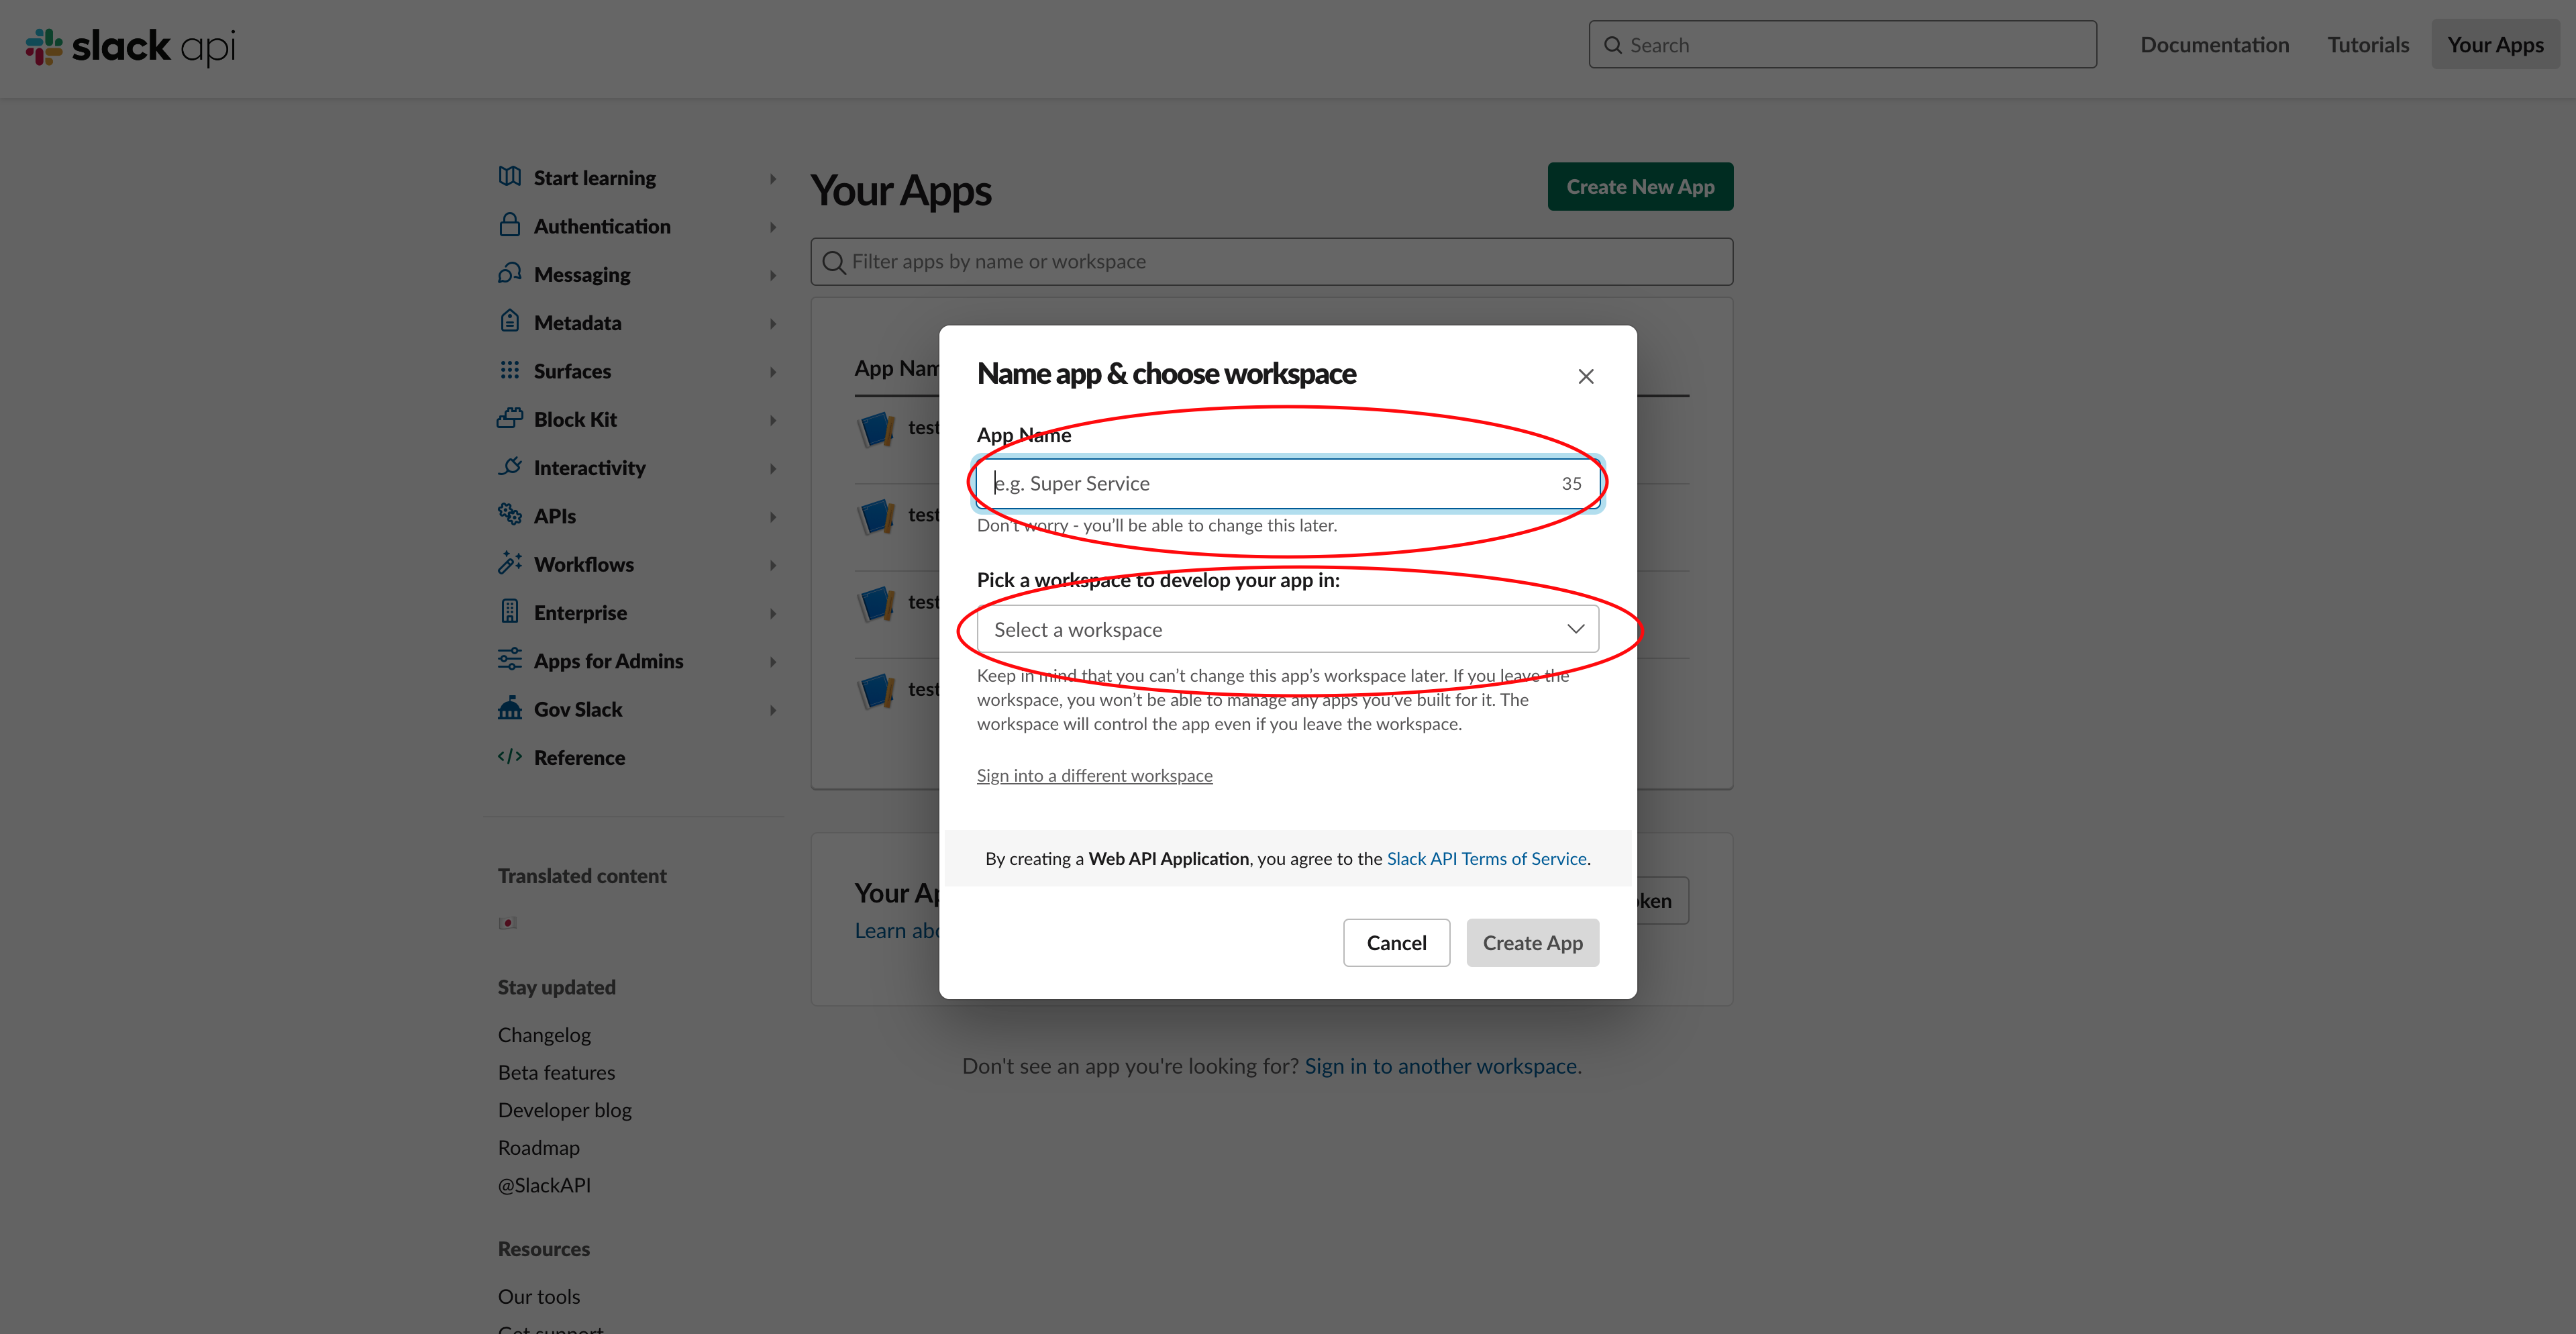 slack api
Search
Documentation
Tutorials
Your Apps
Start learning
Authentication
Messaging
Metadata
Surfaces
Block Kit
Interactivity
APIs
Workflows
Enterprise
Apps for Admins
Gov Slack
Reference
Translated content
Stay updated
Changelog
Beta features
Developer blog
Roadmap
@SlackAPI
Resources
Our tools
Get support
Your Apps
Create New App
Filter apps by name or workspace
App Nam
test
test
test
test
Your Ap
Learn abo
oken
Don't see an app you're looking for? Sign in to another workspace.
Name app & choose workspace
App Name
e.g. Super Service
35
Don't worry - you'll be able to change this later.
Pick a workspace to develop your app in:
Select a workspace
Keep in mind that you can't change this app's workspace later. If you leave the
workspace, you won't be able to manage any apps you've built for it. The
workspace will control the app even if you leave the workspace.
Sign into a different workspace
By creating a Web API Application, you agree to the Slack API Terms of Service.
Cancel
Create App